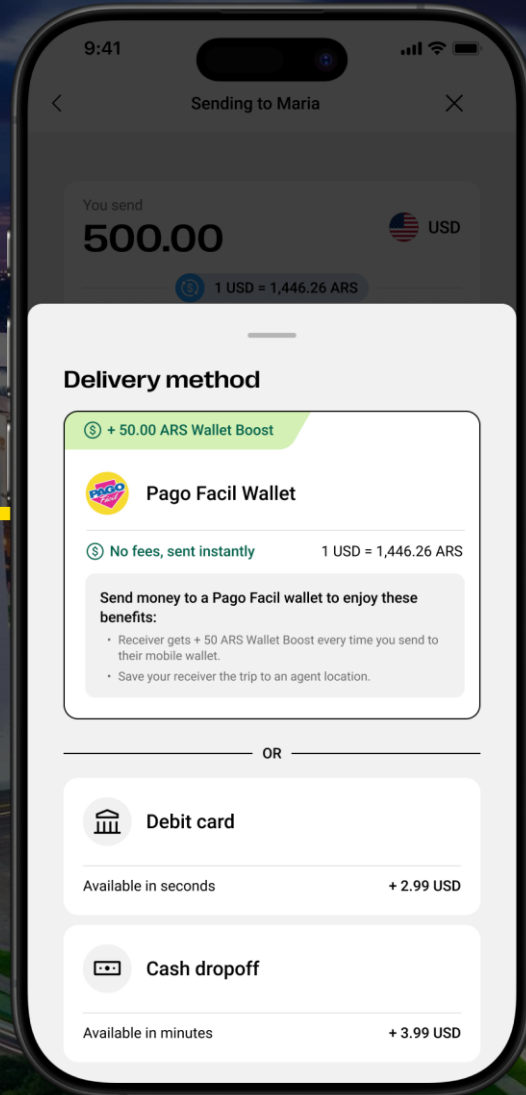 9:41
Sending to Maria
You send
500.00
USD
1 USD = 1,446.26 ARS
Delivery method
+ 50.00 ARS Wallet Boost
PAGO
Fácil
Pago Facil Wallet
No fees, sent instantly
1 USD = 1,446.26 ARS
Send money to a Pago Facil wallet to enjoy these
benefits:
• Receiver gets + 50 ARS Wallet Boost every time you send to
their mobile wallet.
• Save your receiver the trip to an agent location.
OR
Debit card
Available in seconds
+ 2.99 USD
Cash dropoff
Available in minutes
+ 3.99 USD